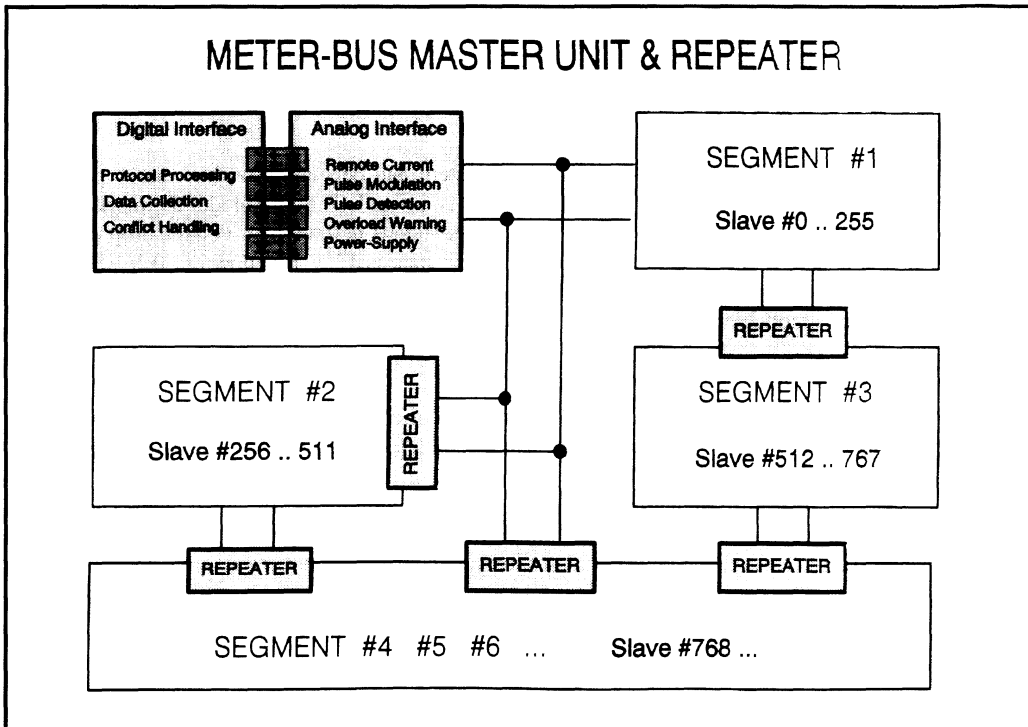 METER-BUS MASTER UNIT & REPEATER
Digital Interface
Protocol Processing
Data Collection
Conflict Handling
Analog Interface
Remote Current
Pulse Modulation
Pulse Detection
Overload Warning
Power-Supply
SEGMENT #1
Slave #0 .. 255
REPEATER
SEGMENT #2
Slave #256 .. 511
REPEATER
SEGMENT #3
Slave #512 .. 767
REPEATER
REPEATER
REPEATER
SEGMENT #4 #5 #6 ... Slave #768 ...